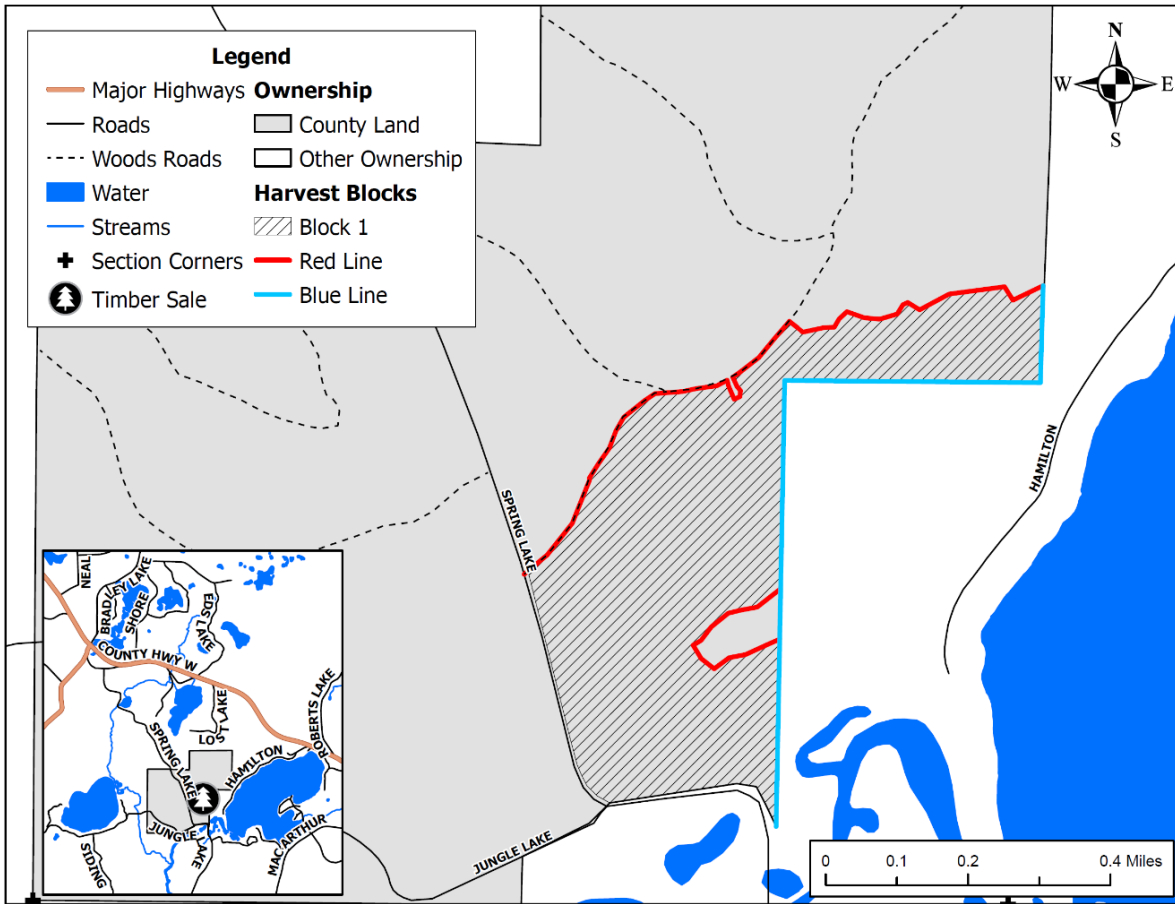 Legend
Major Highways
Roads
Woods Roads
Water
Streams
Section Corners
Timber Sale
Ownership
County Land
Other Ownership
Harvest Blocks
Block 1
Red Line
Blue Line
N
W E
S
HAMILTON
SPRING LAKE
JUNGLE LAKE
NEAL
BRADLEY LAKE
SHORE
EDS LAKE
COUNTY HWY W
LOST LAKE
ROBERTS LAKE
SPRING LAKE
HAMILTON
JUNGLE LAKE
MACARTHUR
SIDING
0 0.1 0.2 0.4 Miles